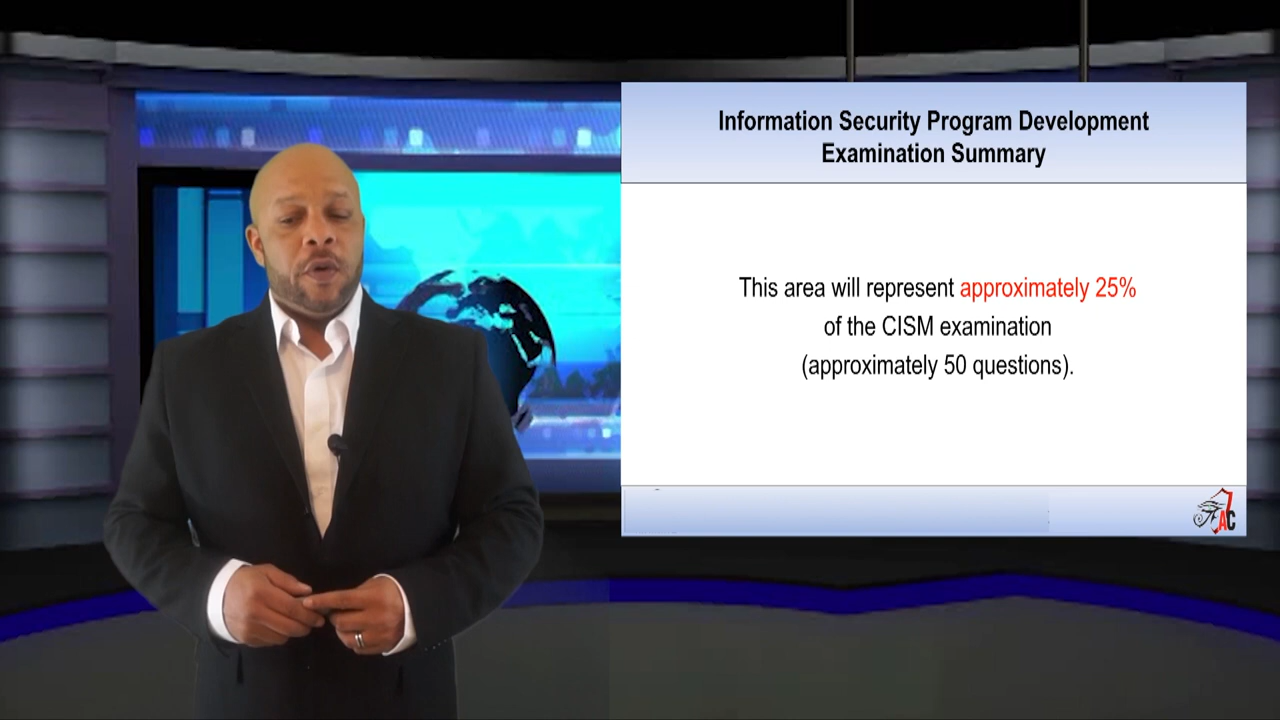 Information Security Program Development
Examination Summary
This area will represent approximately 25%
of the CISM examination
(approximately 50 questions).
AC